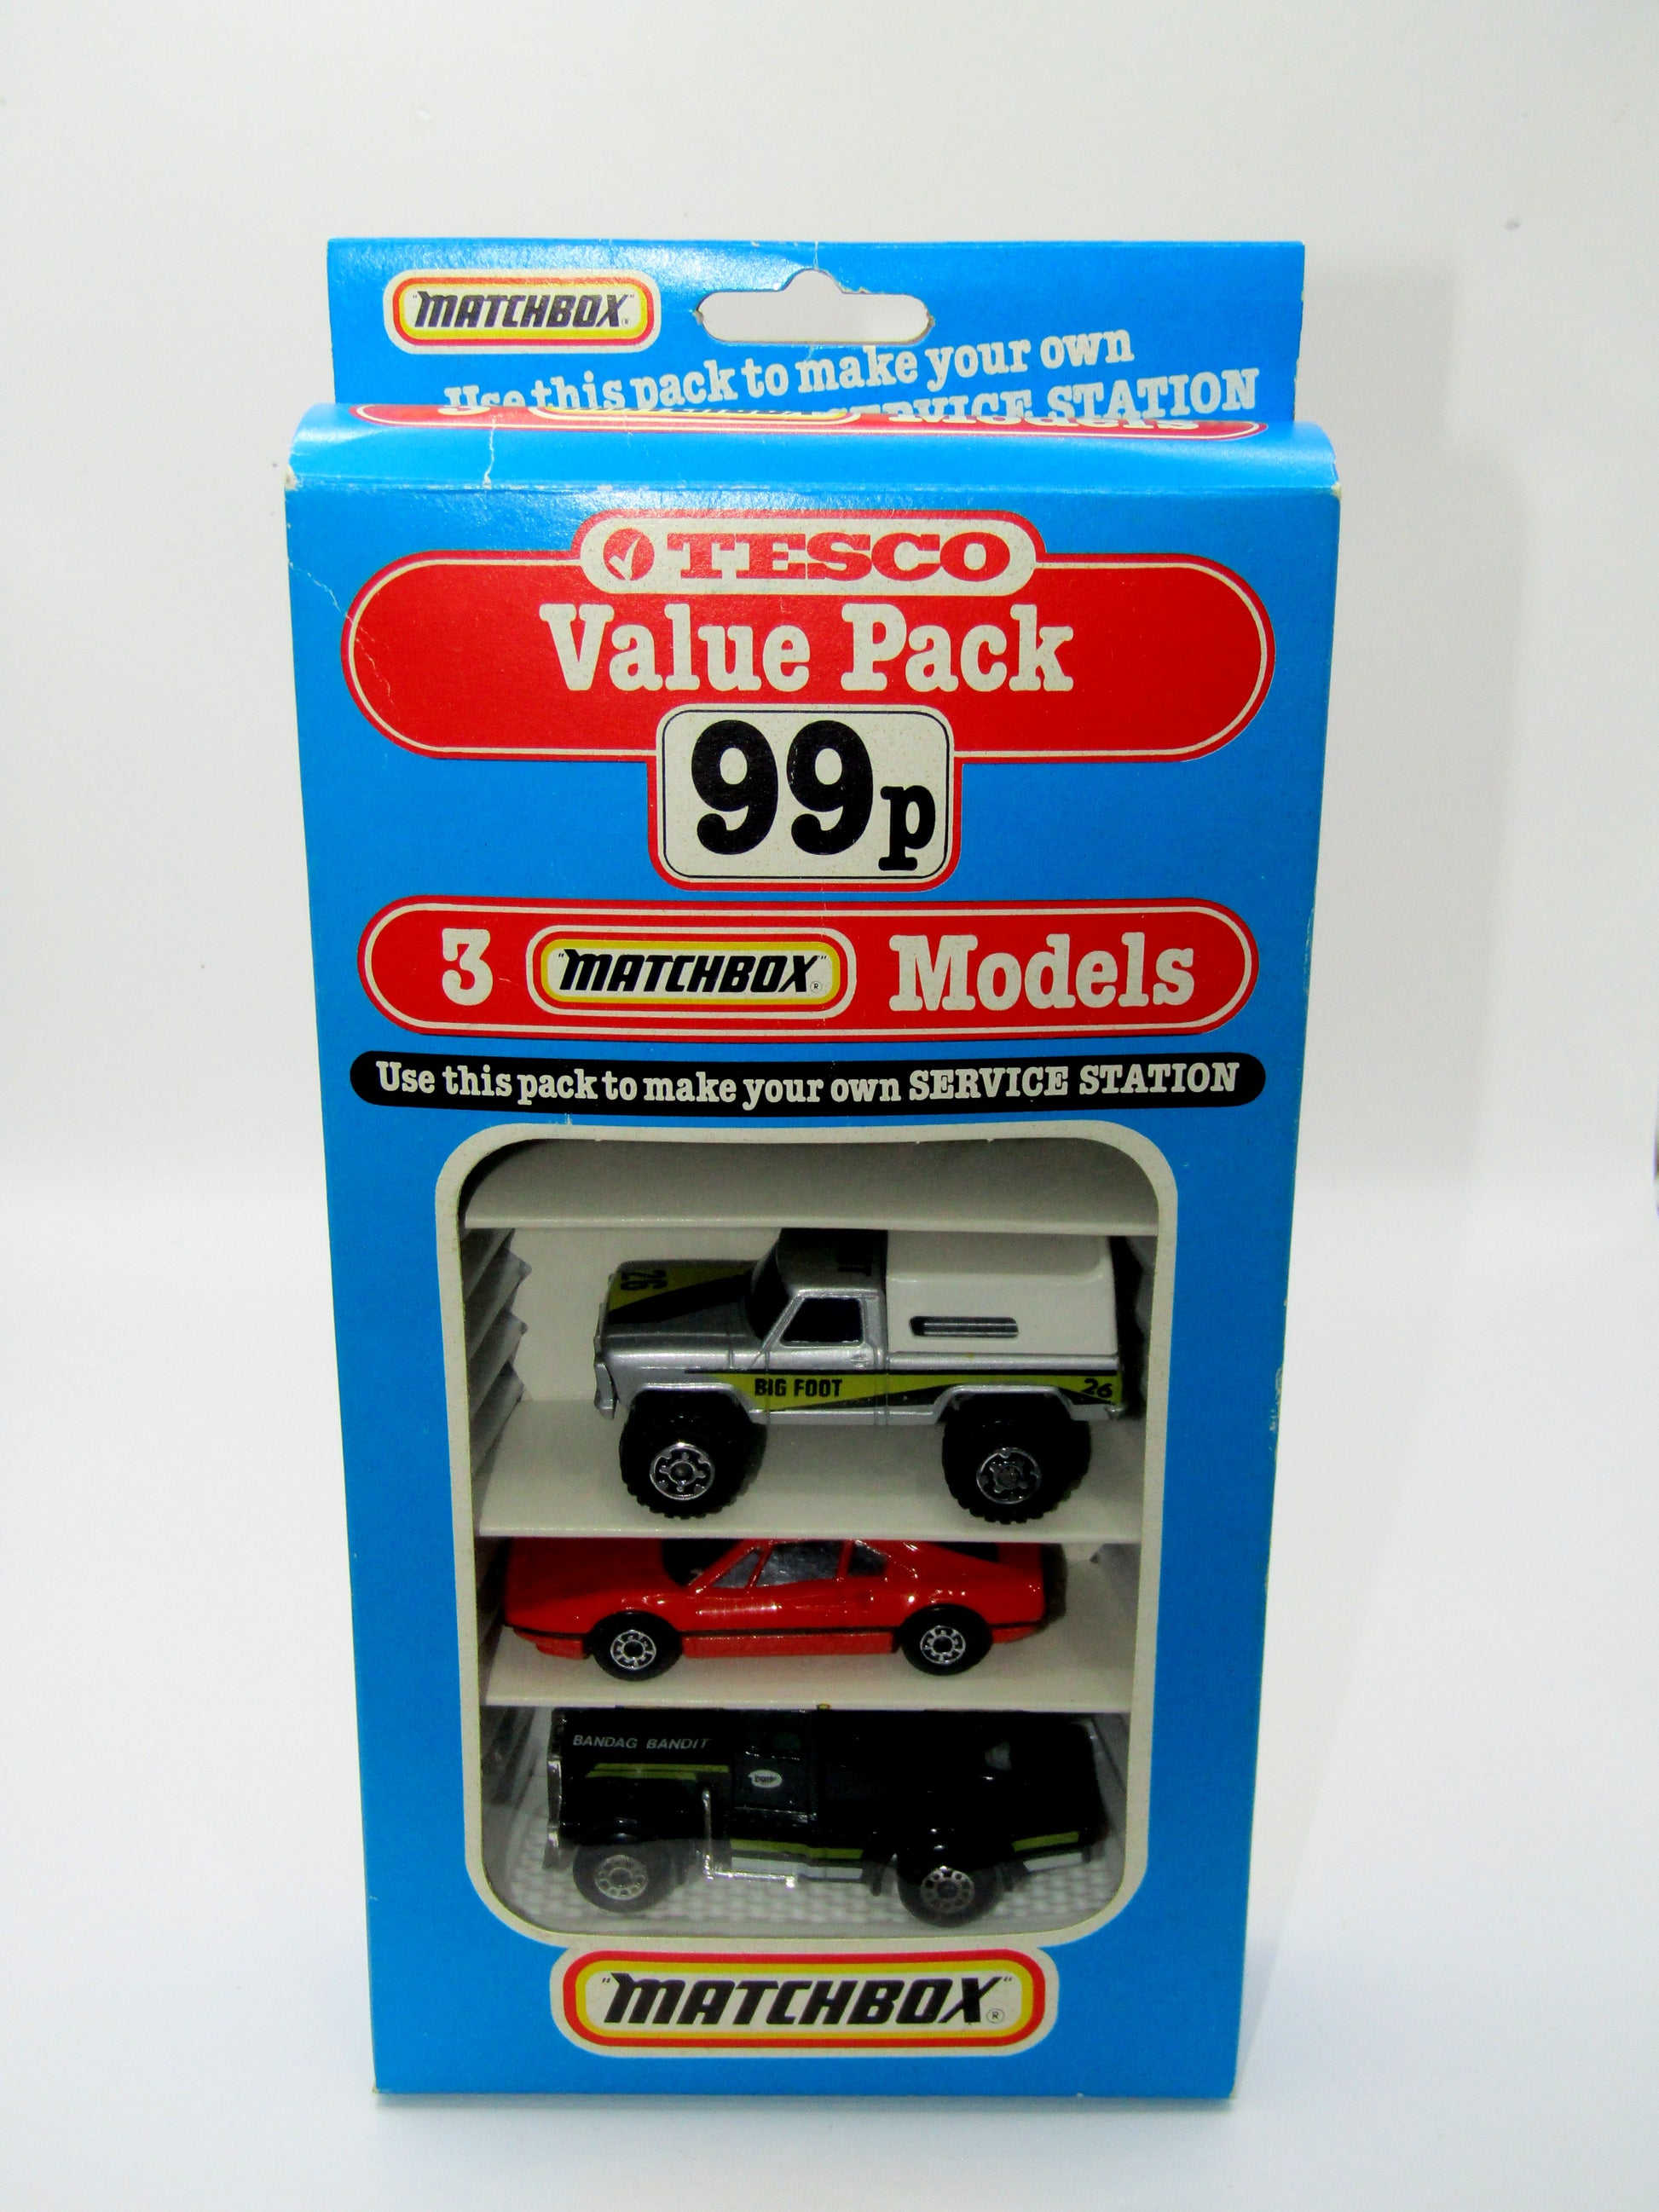 "MATCHBOX"®
Use this pack to make your own
SERVICE STATION
Models
TESCO
Value Pack
99p
3 "MATCHBOX"® Models
Use this pack to make your own SERVICE STATION
26
BIG FOOT 26
BANDAG BANDIT
"MATCHBOX"®